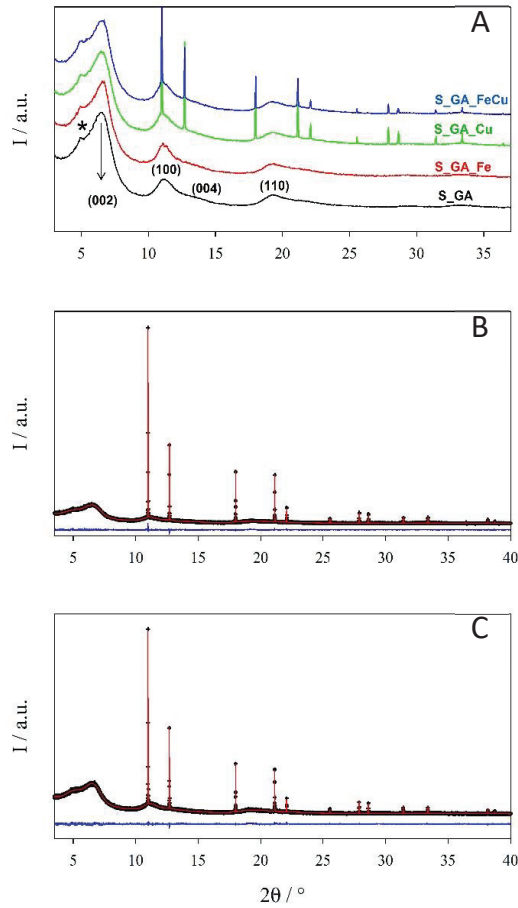 A
I / a.u.
S_GA_FeCu
S_GA_Cu
S_GA_Fe
S_GA
*
(002)
(100)
(004)
(110)
5 10 15 20 25 30 35
B
I / a.u.
5 10 15 20 25 30 35 40
C
I / a.u.
5 10 15 20 25 30 35 40
2θ / °